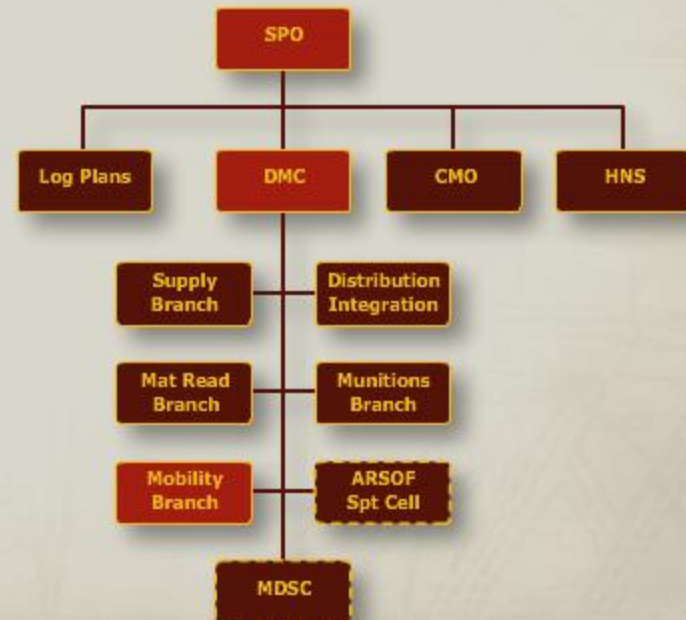 SPO
Log Plans
DMC
CMO
HNS
Supply
Branch
Distribution
Integration
Mat Read
Branch
Munitions
Branch
Mobility
Branch
ARSOF
Spt Cell
MDSC